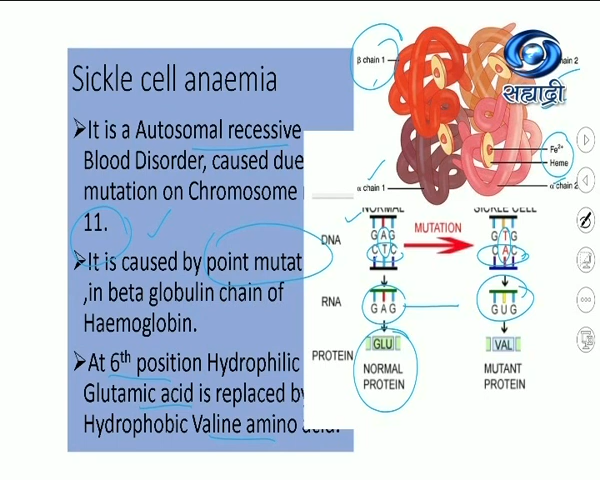 Sickle cell anaemia
➢It is a Autosomal recessive
Blood Disorder, caused due
mutation on Chromosome
11.
➢It is caused by point mutat
,in beta globulin chain of
Haemoglobin.
➢At 6th position Hydrophilic
Glutamic acid is replaced by
Hydrophobic Valine amino acid.
β chain 1
hain 2
सह्याद्री
Fe2+
Heme
α chain 1
α chain 2
NORMAL
SICKLE CELL
MUTATION
DNA
G A G
C T C
G T G
C A C
RNA
G A G
G U G
PROTEIN
GLU
VAL
NORMAL
PROTEIN
MUTANT
PROTEIN